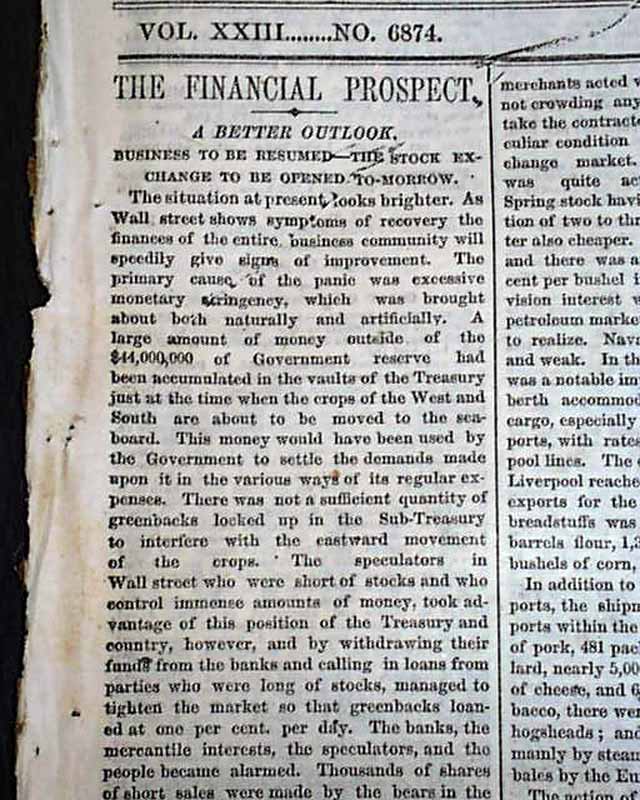 VOL. XXIII........NO. 6874.
THE FINANCIAL PROSPECT.
A BETTER OUTLOOK.
BUSINESS TO BE RESUMED—THE STOCK EX-
CHANGE TO BE OPENED TO-MORROW.
The situation at present looks brighter. As
Wall street shows symptoms of recovery the
finances of the entire business community will
speedily give signs of improvement. The
primary cause of the panic was excessive
monetary stringency, which was brought
about both naturally and artificially. A
large amount of money outside of the
$44,000,000 of Government reserve had
been accumulated in the vaults of the Treasury
just at the time when the crops of the West and
South are about to be moved to the sea-
board. This money would have been used by
the Government to settle the demands made
upon it in the various ways of its regular ex-
penses. There was not a sufficient quantity of
greenbacks locked up in the Sub-Treasury
to interfere with the eastward movement
of the crops. The speculators in
Wall street who were short of stocks and who
control immense amounts of money, took ad-
vantage of this position of the Treasury and
country, however, and by withdrawing their
funds from the banks and calling in loans from
parties who were long of stocks, managed to
tighten the market so that greenbacks loan-
ed at one per cent. per day. The banks, the
mercantile interests, the speculators, and the
people became alarmed. Thousands of shares
of short sales were made by the bears in the
merchants acted
not crowding any
take the contract
culiar condition
change market.
was quite
Spring stock
tion of two to
ter also cheaper.
and there was
cent per bushel
vision interest
petroleum marke
to realize.
and weak. In
was a notable
berth accommod
cargo, especially
ports, with rates
pool lines. The
Liverpool reache
exports for the
breadstuffs was
barrels flour,
bushels of corn,
In addition to
ports, the
ports within the
of pork, 481
lard, nearly
of cheese, and
bacco, there
hogsheads; and
mainly by
bales by the
The action of